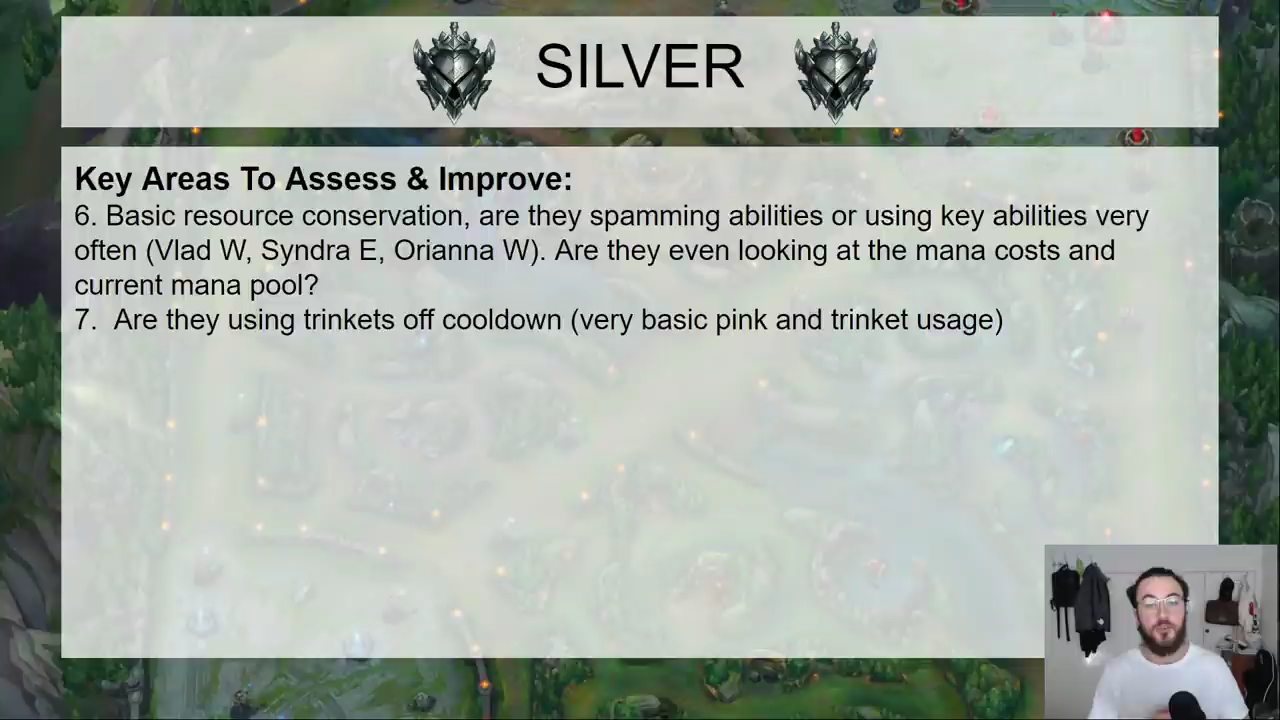 SILVER
Key Areas To Assess & Improve:
6. Basic resource conservation, are they spamming abilities or using key abilities very
often (Vlad W, Syndra E, Orianna W). Are they even looking at the mana costs and
current mana pool?
7.  Are they using trinkets off cooldown (very basic pink and trinket usage)